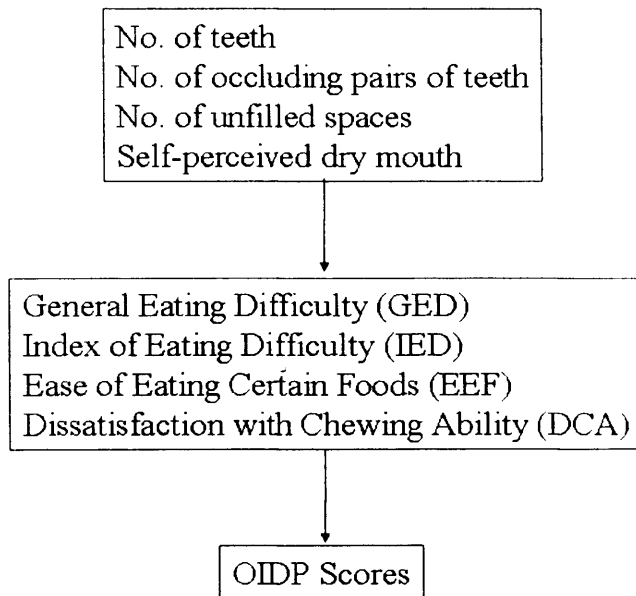 No. of teeth
No. of occluding pairs of teeth
No. of unfilled spaces
Self-perceived dry mouth
General Eating Difficulty (GED)
Index of Eating Difficulty (IED)
Ease of Eating Certain Foods (EEF)
Dissatisfaction with Chewing Ability (DCA)
OIDP Scores